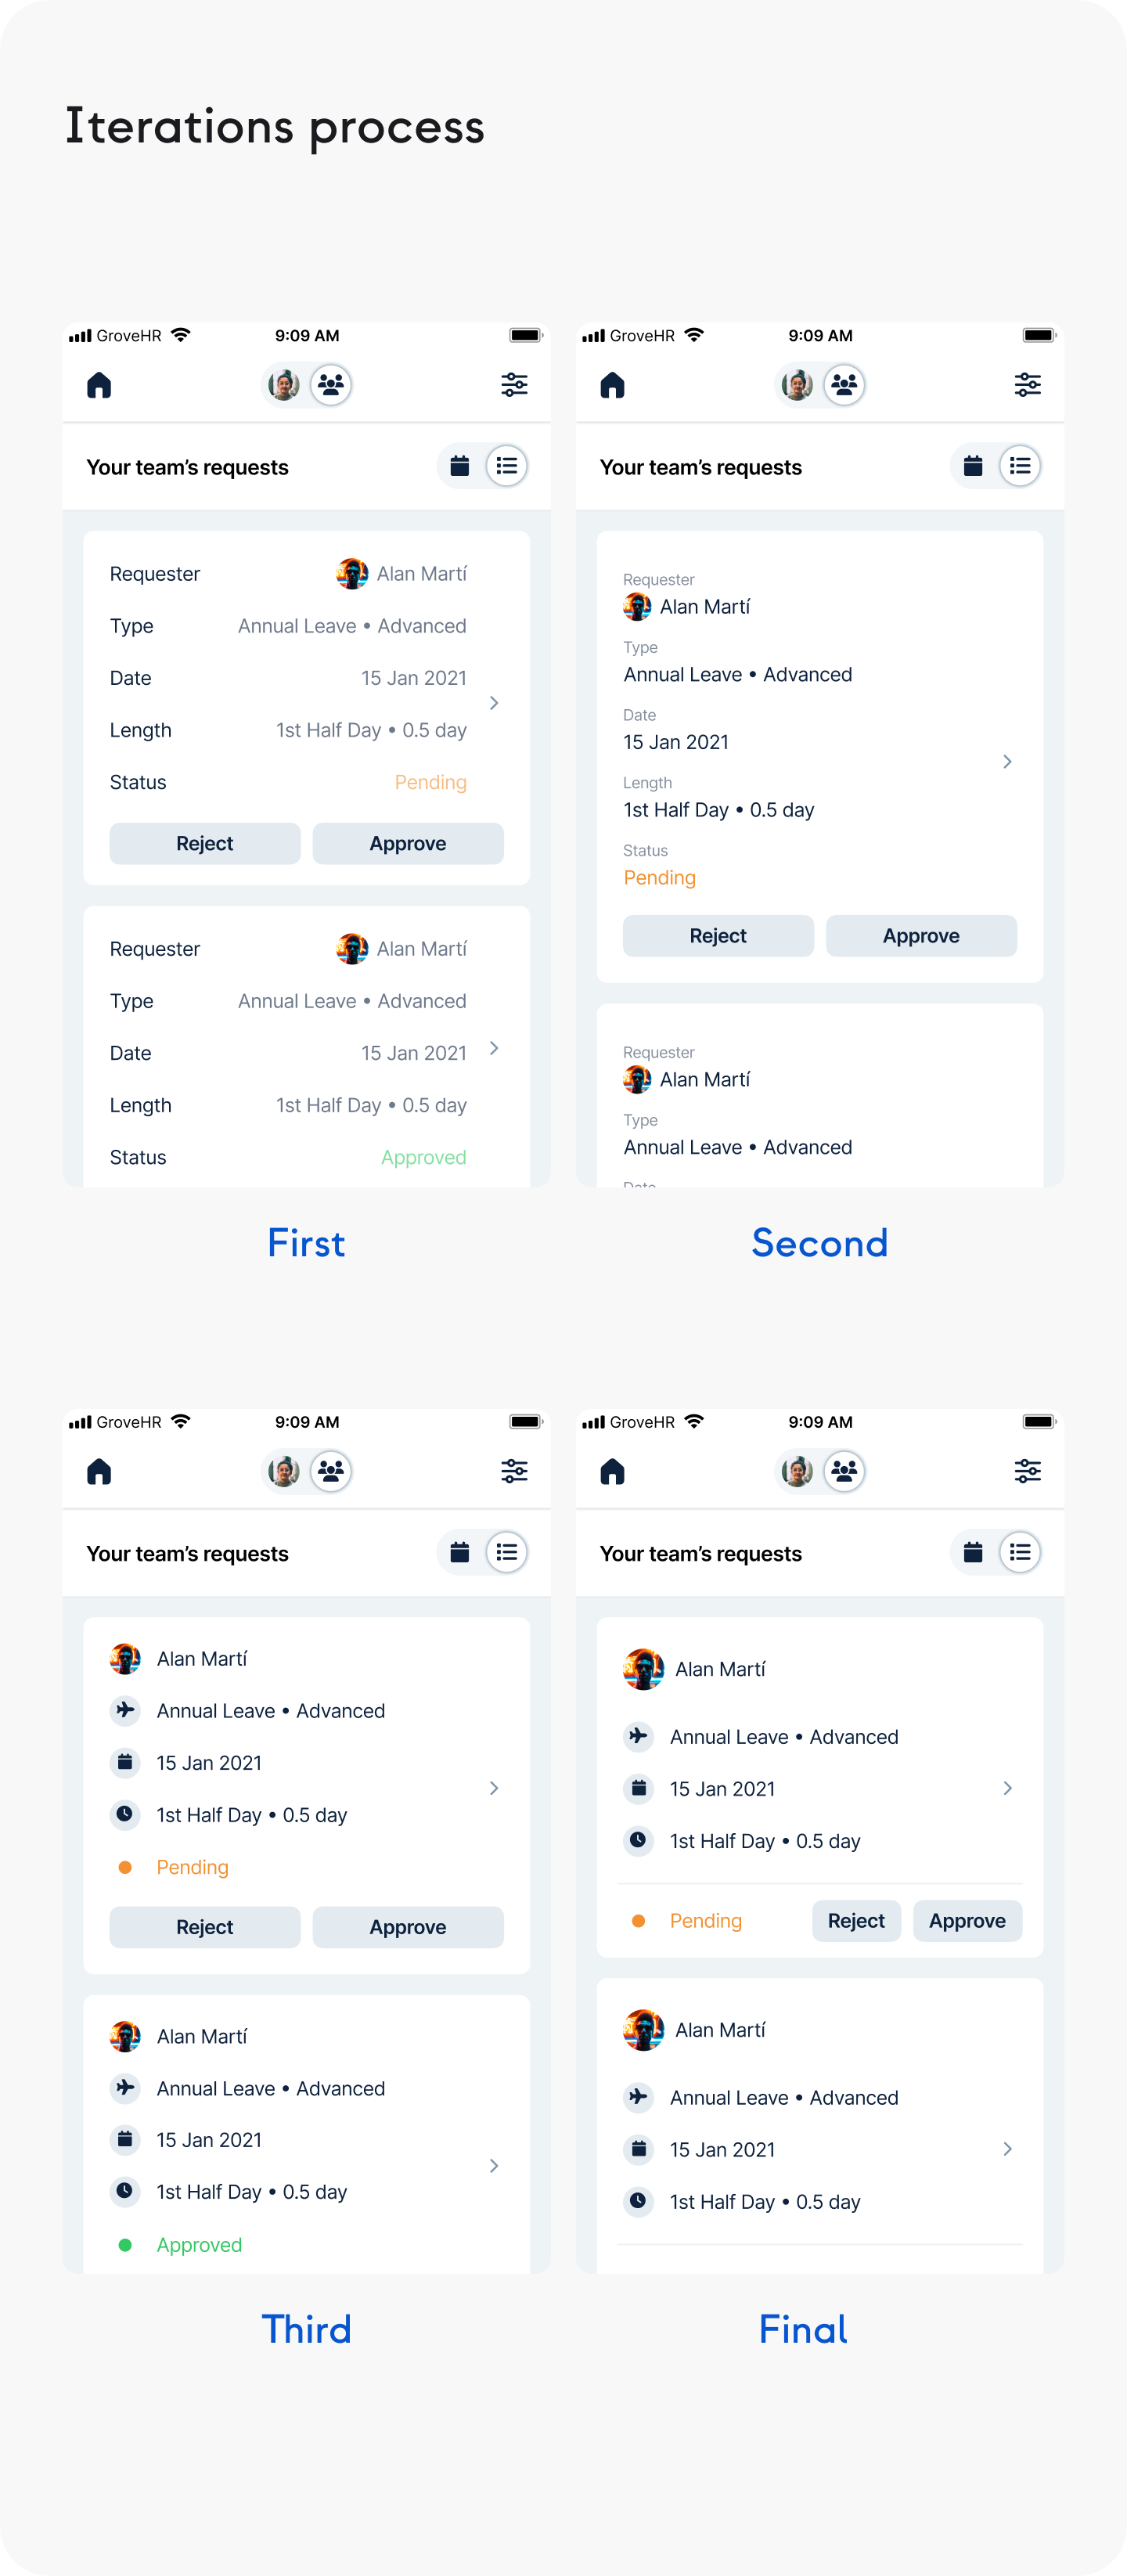 Iterations process
GroveHR 9:09 AM
Your team’s requests
Requester Alan Martí
Type Annual Leave • Advanced
Date 15 Jan 2021
Length 1st Half Day • 0.5 day
Status Pending
Reject Approve
Requester Alan Martí
Type Annual Leave • Advanced
Date 15 Jan 2021
Length 1st Half Day • 0.5 day
Status Approved
First
GroveHR 9:09 AM
Your team’s requests
Requester
Alan Martí
Type
Annual Leave • Advanced
Date
15 Jan 2021
Length
1st Half Day • 0.5 day
Status
Pending
Reject Approve
Requester
Alan Martí
Type
Annual Leave • Advanced
Date
Second
GroveHR 9:09 AM
Your team’s requests
Alan Martí
Annual Leave • Advanced
15 Jan 2021
1st Half Day • 0.5 day
Pending
Reject Approve
Alan Martí
Annual Leave • Advanced
15 Jan 2021
1st Half Day • 0.5 day
Approved
Third
GroveHR 9:09 AM
Your team’s requests
Alan Martí
Annual Leave • Advanced
15 Jan 2021
1st Half Day • 0.5 day
Pending Reject Approve
Alan Martí
Annual Leave • Advanced
15 Jan 2021
1st Half Day • 0.5 day
Final